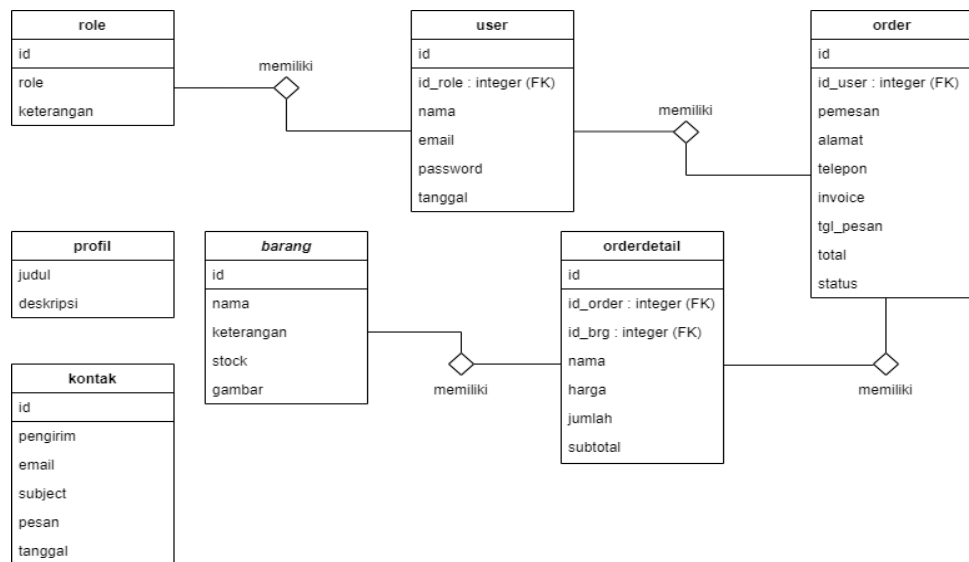 role
id
role
keterangan
memiliki
user
id
id_role : integer (FK)
nama
email
password
tanggal
memiliki
order
id
id_user : integer (FK)
pemesan
alamat
telepon
invoice
tgl_pesan
total
status
profil
judul
deskripsi
barang
id
nama
keterangan
stock
gambar
memiliki
orderdetail
id
id_order : integer (FK)
id_brg : integer (FK)
nama
harga
jumlah
subtotal
memiliki
kontak
id
pengirim
email
subject
pesan
tanggal